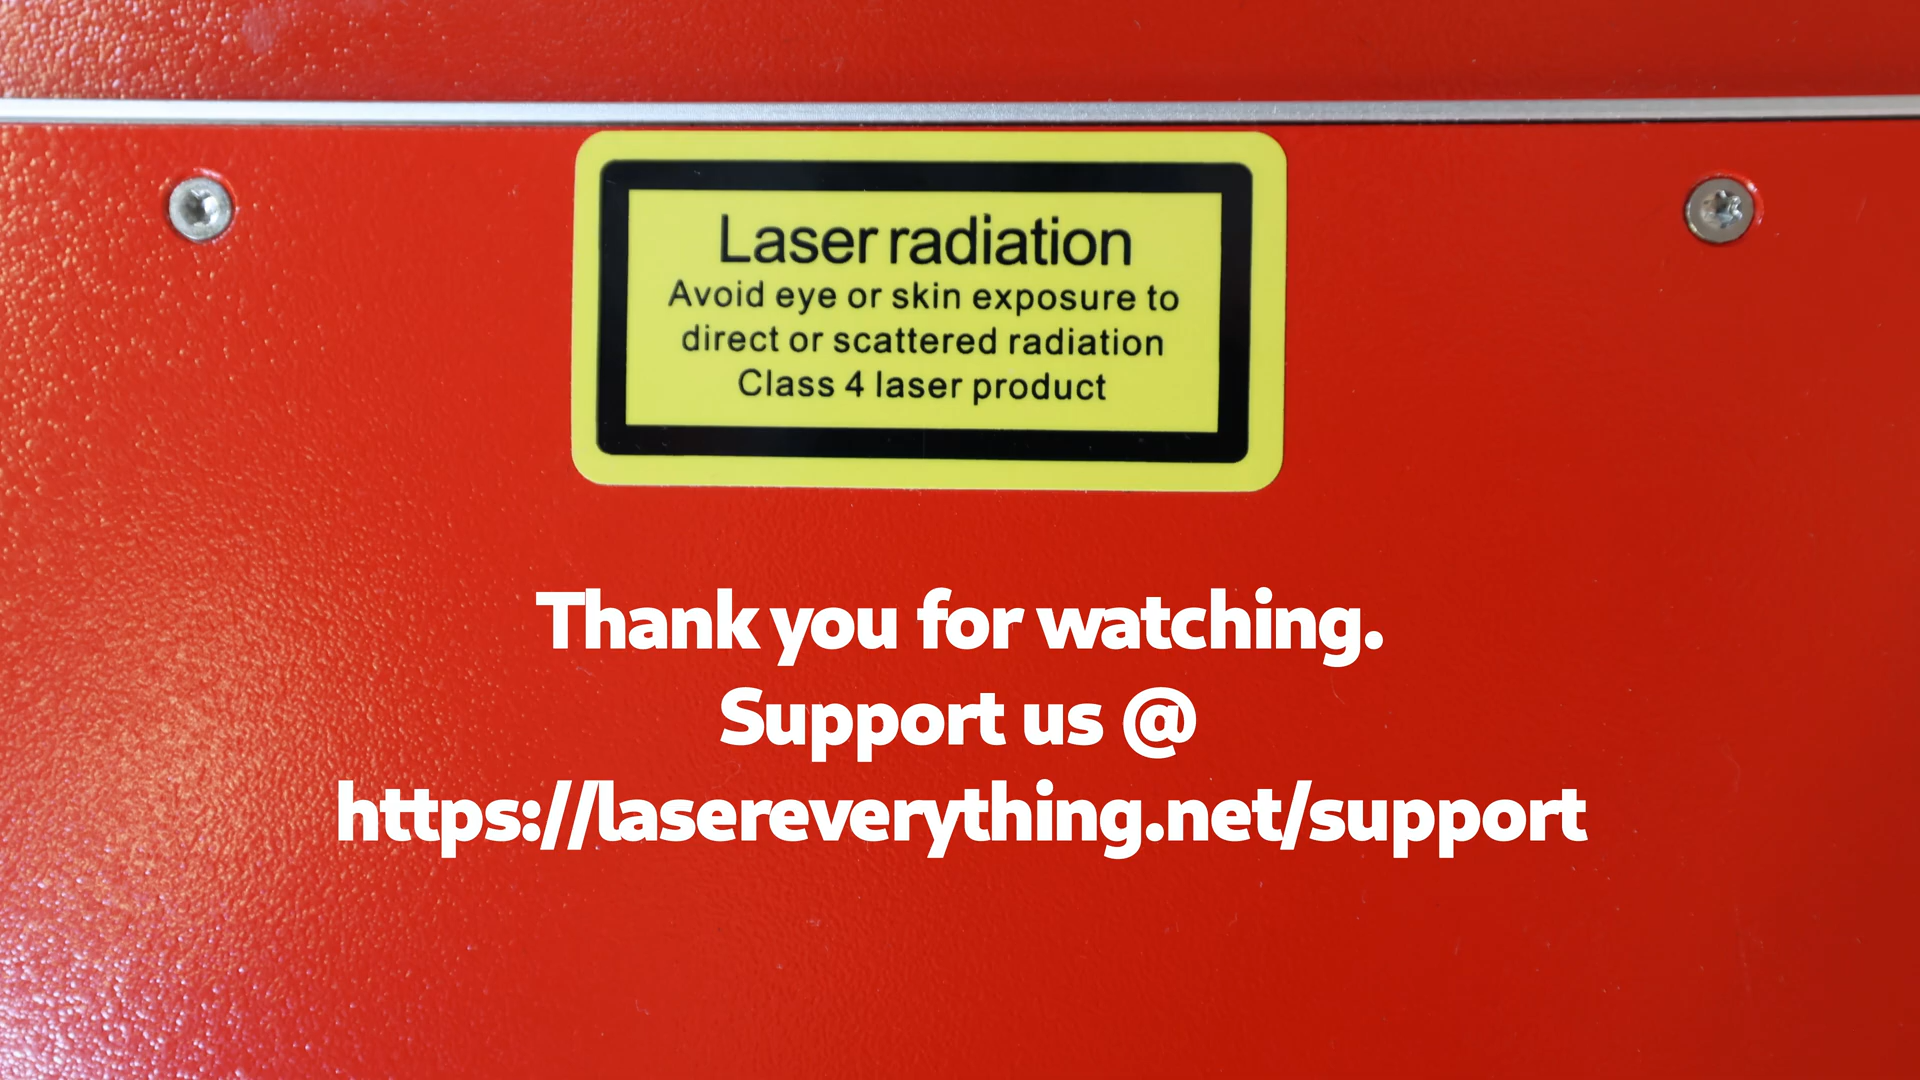 Laser radiation
Avoid eye or skin exposure to
direct or scattered radiation
Class 4 laser product
Thank you for watching.
Support us @
https://lasereverything.net/support